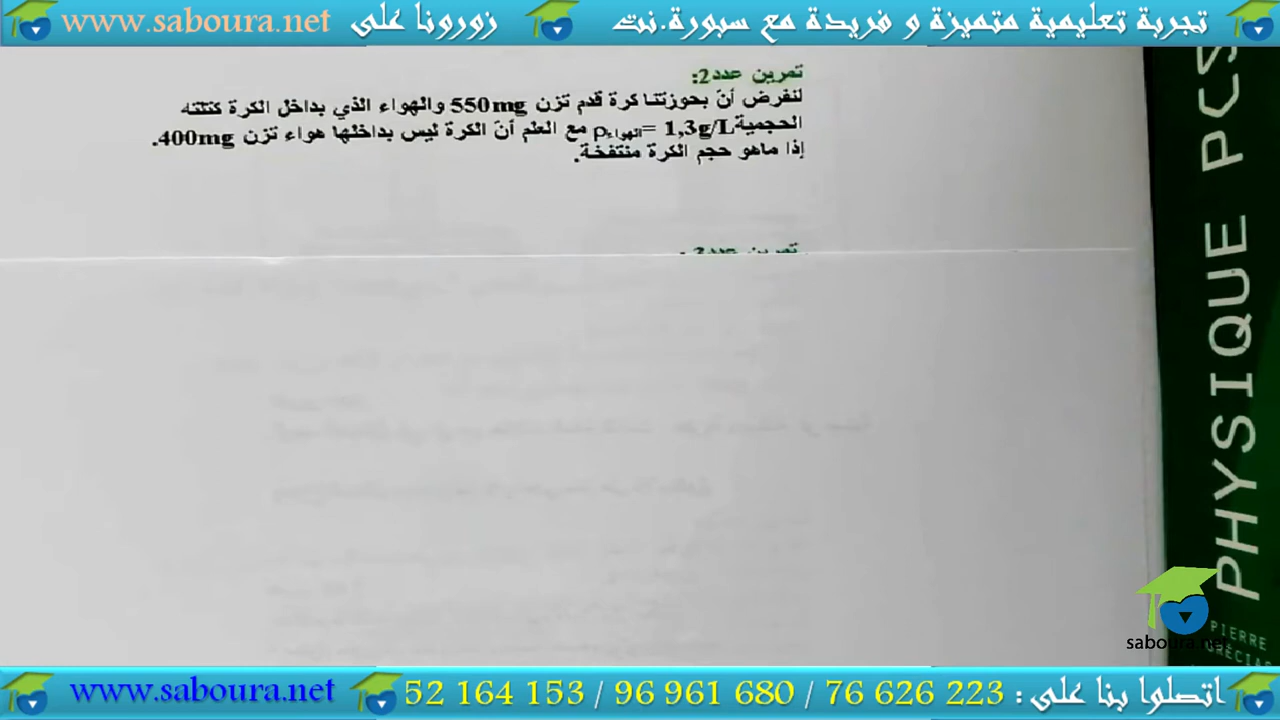 تجربة تعليمية متميزة و فريدة مع سبورة.نت زورونا على www.saboura.net
تمرين عدد2:
لنفرض أنّ بحوزتنا كرة قدم تزن 550mg والهواء الذي بداخل الكرة كتلته
الحجمية ρالهواء= 1,3g/L مع العلم أنّ الكرة ليس بداخلها هواء تزن 400mg.
إذا ماهو حجم الكرة منتفخة.
تمرين عدد3:
PHYSIQUE PCS
PIERRE
GRECIAS
saboura.net
اتصلوا بنا على : 76 626 223 / 96 961 680 / 52 164 153 www.saboura.net